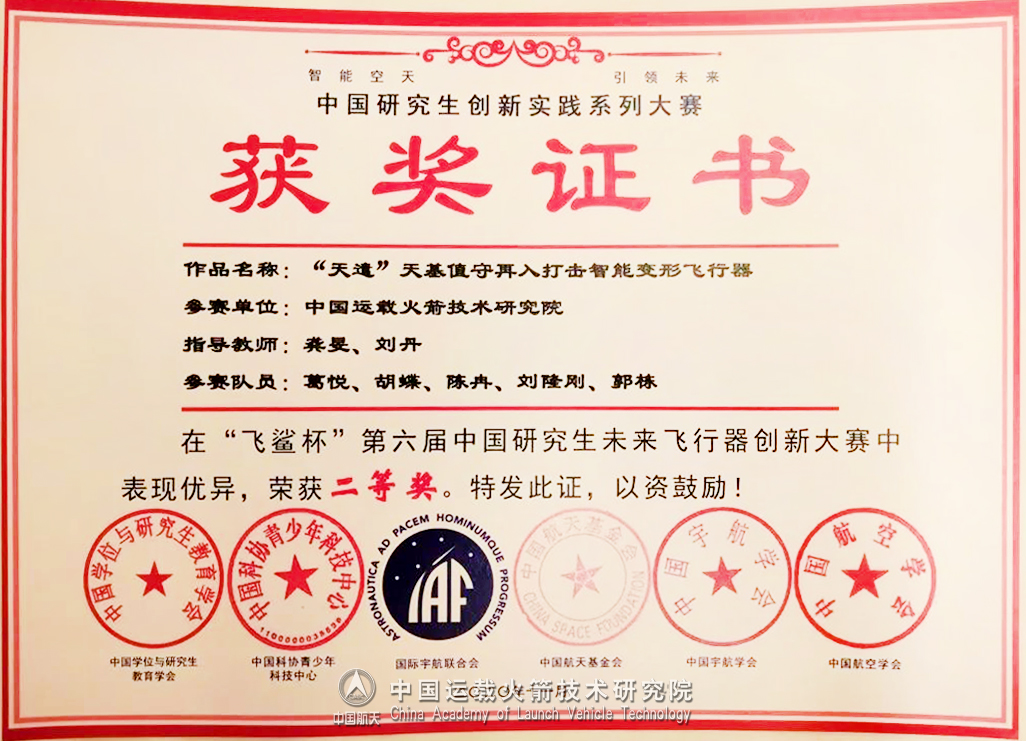 智能空天 引领未来
中国研究生创新实践系列大赛
获奖证书
作品名称：“天遣”天基值守再入打击智能变形飞行器
参赛单位：中国运载火箭技术研究院
指导教师：龚旻、刘丹
参赛队员：葛悦、胡蝶、陈冉、刘隆刚、郭栋
在“飞鲨杯”第六届中国研究生未来飞行器创新大赛中
表现优异，荣获二等奖。特发此证，以资鼓励！
中国学位与研究生教育学会
中国科协青少年科技中心
1100000038830
ASTRONAUTICA AD PACEM HOMINUMQUE PROGRESSUM
IAF
中国航天基金会
CHINA SPACE FOUNDATION
中国宇航学会
中国航空学会
中国学位与研究生
教育学会
中国科协青少年
科技中心
国际宇航联合会
中国航天基金会
中国宇航学会
中国航空学会
中国航天
中国运载火箭技术研究院
China Academy of Launch Vehicle Technology